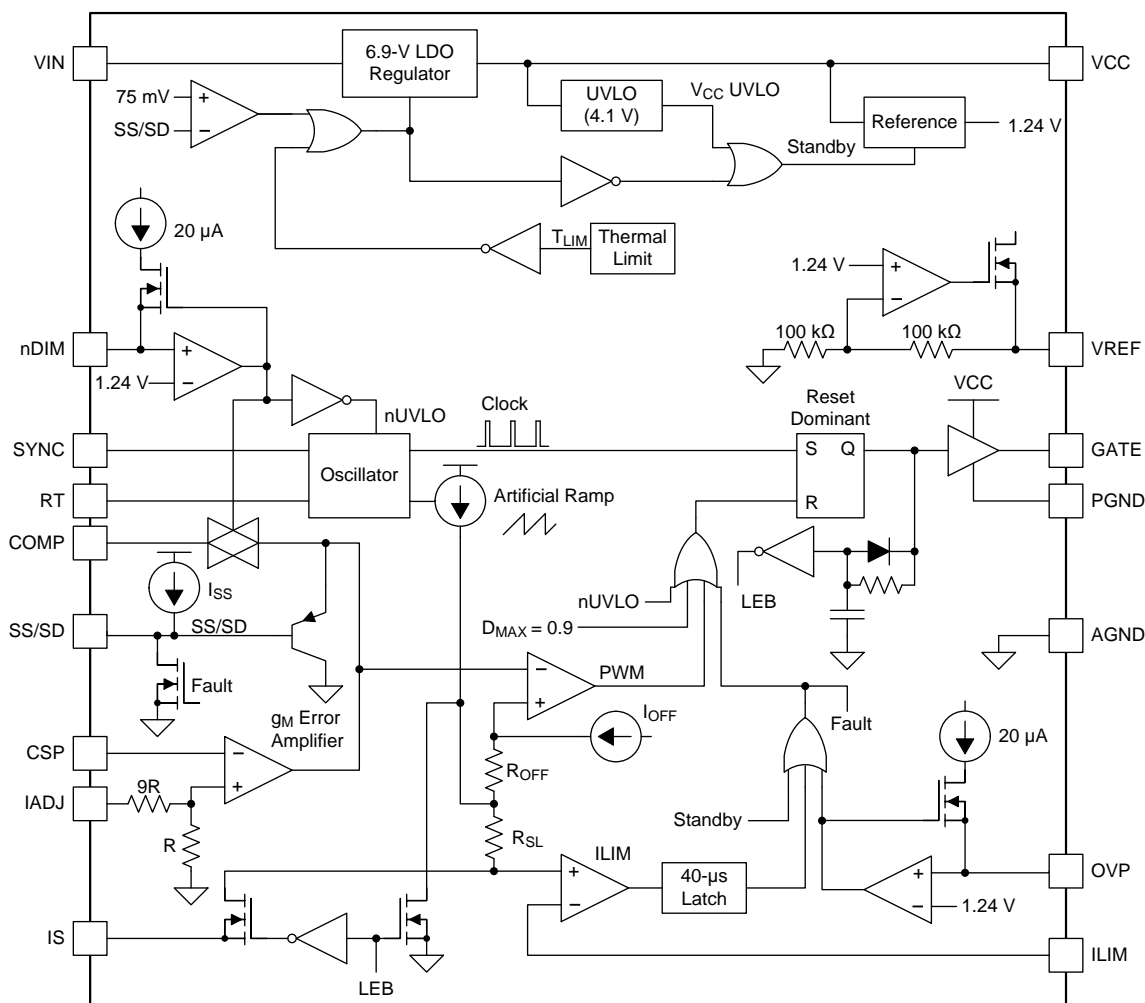 VIN
6.9-V LDO
Regulator
VCC
75 mV
SS/SD
UVLO
(4.1 V)
VCC UVLO
Reference
1.24 V
Standby
20 µA
TLIM
Thermal
Limit
1.24 V
nDIM
1.24 V
100 kΩ
100 kΩ
VREF
nUVLO
Clock
Reset
Dominant
VCC
SYNC
Oscillator
S
Q
GATE
RT
Artificial Ramp
R
PGND
COMP
ISS
LEB
nUVLO
SS/SD
SS/SD
DMAX = 0.9
AGND
Fault
PWM
gM Error
Amplifier
IOFF
Fault
20 µA
CSP
ROFF
IADJ
9R
Standby
R
RSL
ILIM
40-µs
Latch
OVP
1.24 V
IS
ILIM
LEB